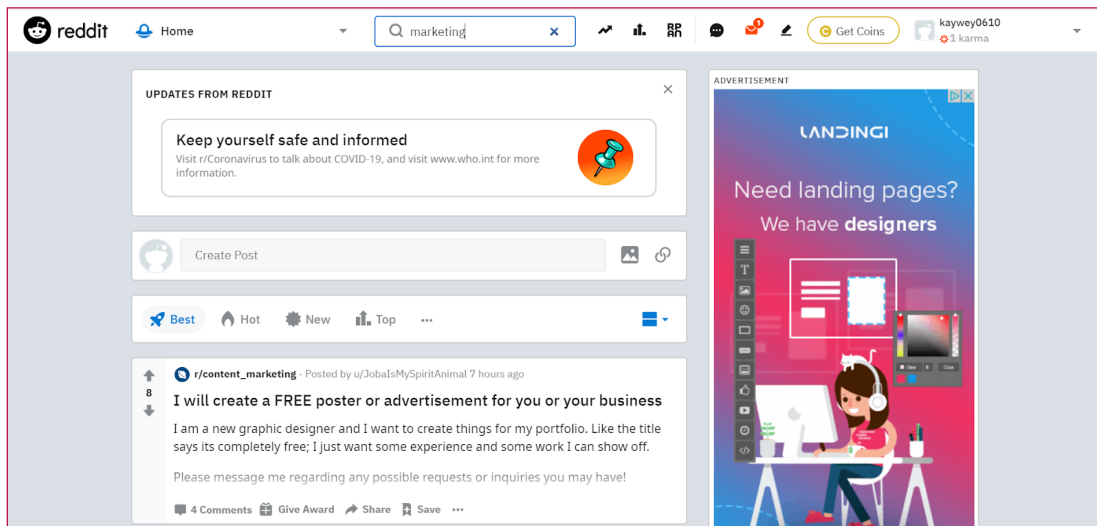 reddit
Home
marketing
1
Get Coins
kaywey0610
1 karma
UPDATES FROM REDDIT
Keep yourself safe and informed
Visit r/Coronavirus to talk about COVID-19, and visit www.who.int for more
information.
Create Post
Best
Hot
New
Top
r/content_marketing · Posted by u/JobaIsMySpiritAnimal 7 hours ago
8
I will create a FREE poster or advertisement for you or your business
I am a new graphic designer and I want to create things for my portfolio. Like the title
says its completely free; I just want some experience and some work I can show off.
Please message me regarding any possible requests or inquiries you may have!
4 Comments
Give Award
Share
Save
ADVERTISEMENT
LANDINGI
Need landing pages?
We have designers
T
Clear
Close